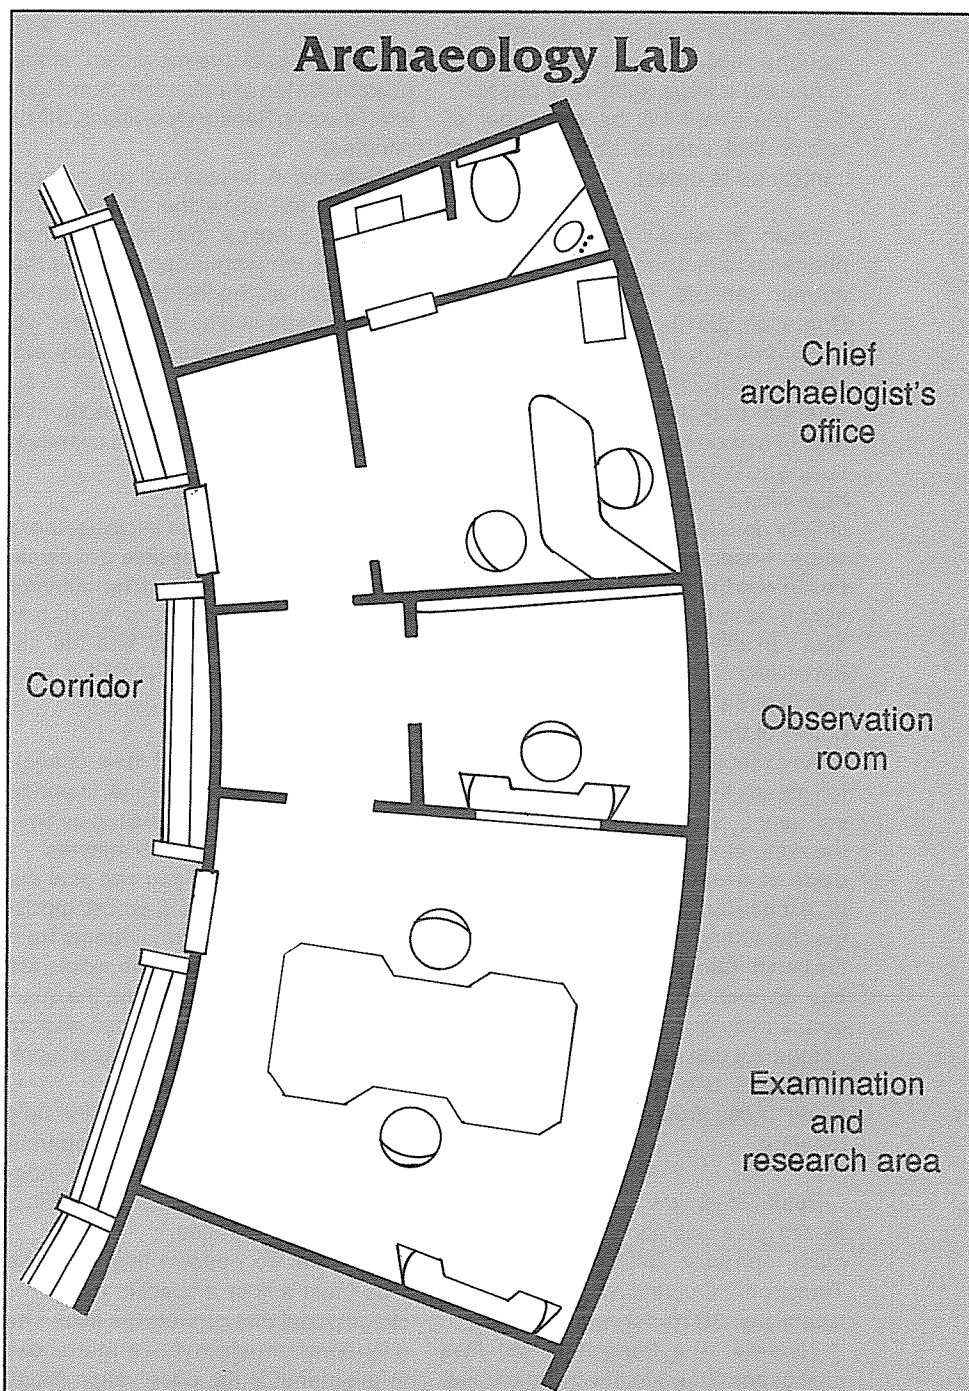 Archaeology Lab
Chief
archaelogist's
office
Corridor
Observation
room
Examination
and
research area